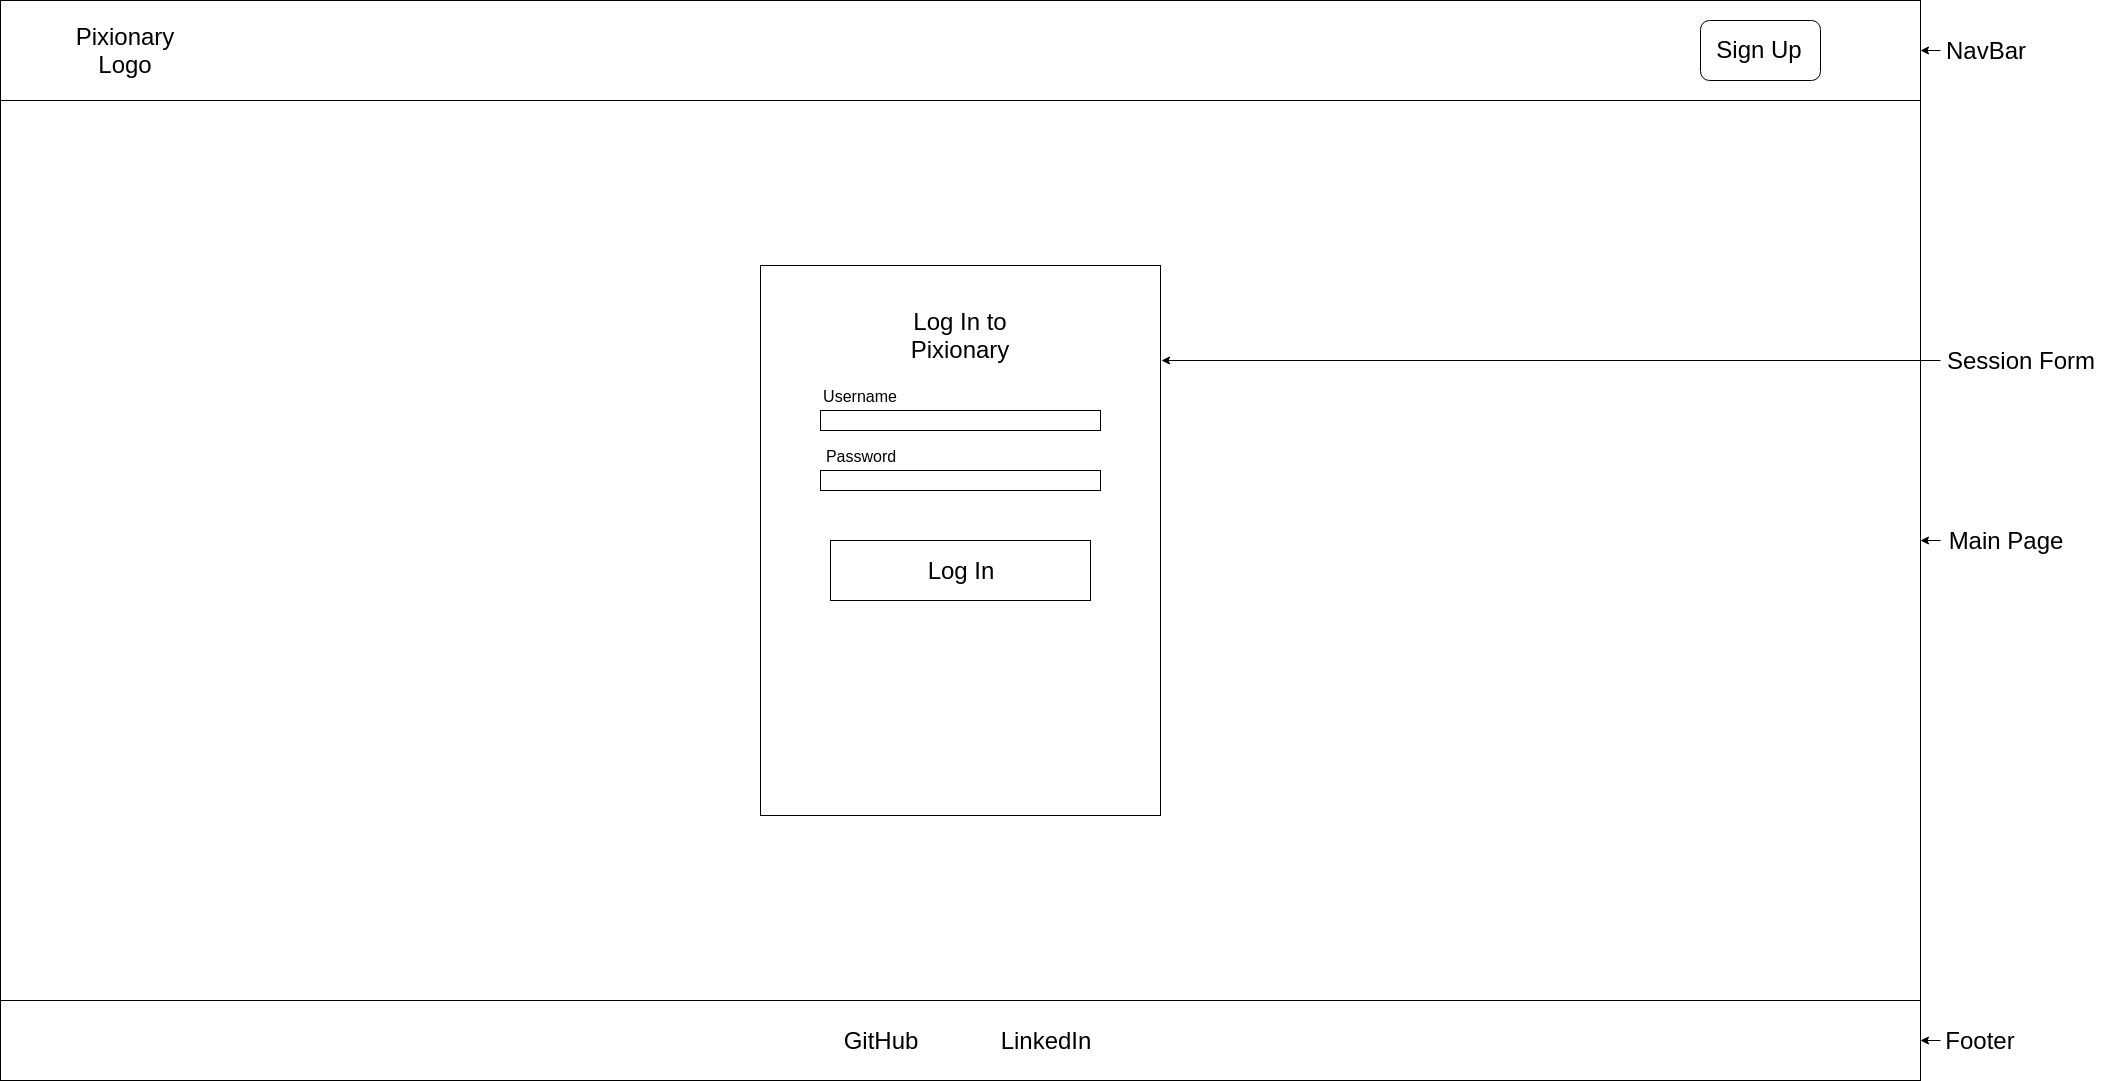 Pixionary
Logo
Sign Up
NavBar
Log In to
Pixionary
Session Form
Username
Password
Main Page
Log In
GitHub
LinkedIn
Footer